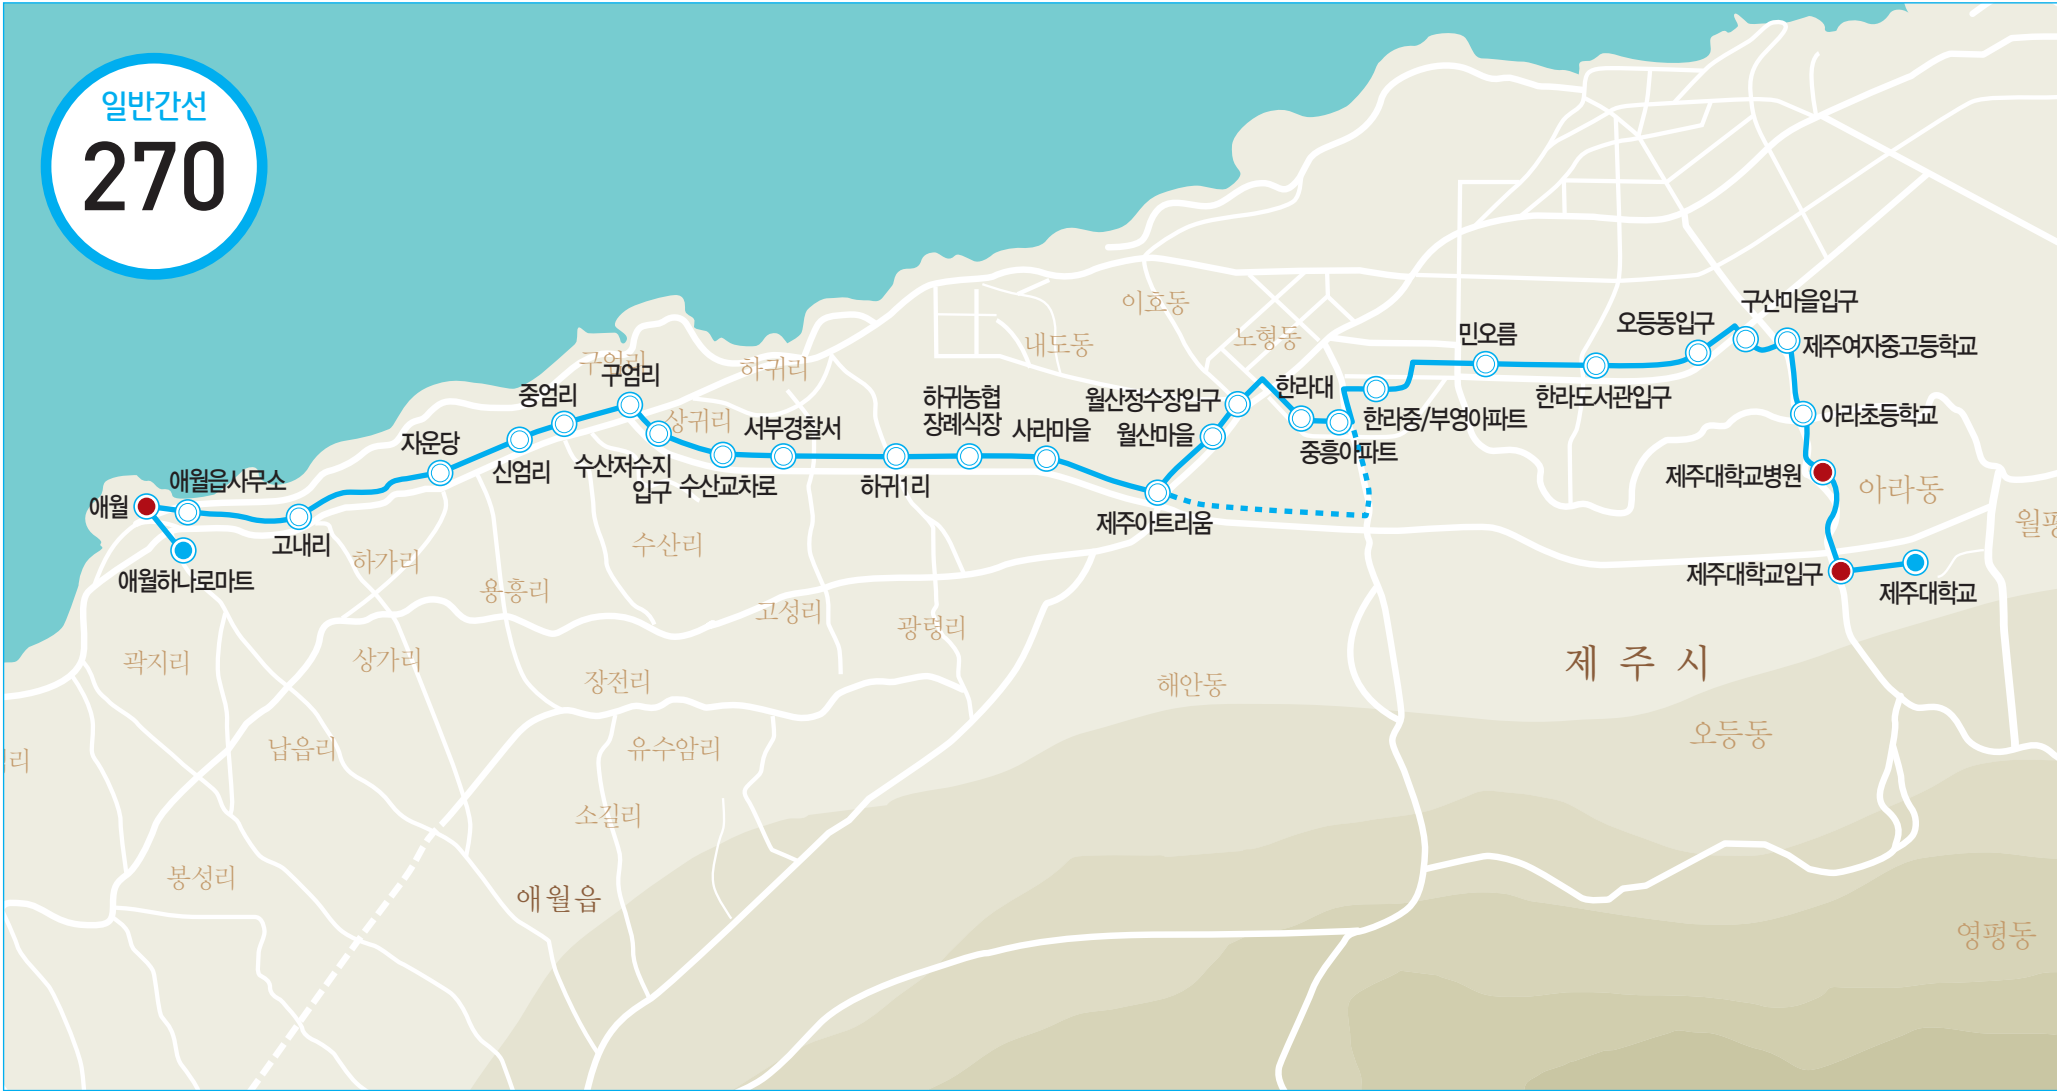 일반간선
270
구산마을입구
이호동
오등동입구
민오름
노형동
내도동
제주여자중고등학교
구엄리
하귀리
구엄리
중엄리
한라대
하귀농협
장례식장
월산정수장입구
한라도서관입구
한라중/부영아파트
아라초등학교
상귀리
서부경찰서
사라마을
월산마을
자운당
중흥아파트
신엄리
수산저수지
입구
수산교차로
하귀1리
제주대학교병원
아라동
애월읍사무소
애월
제주아트리움
월평
고내리
수산리
하가리
애월하나로마트
제주대학교입구
제주대학교
용흥리
고성리
광령리
곽지리
상가리
제 주 시
장전리
해안동
오등동
납읍리
유수암리
리
소길리
봉성리
애월읍
영평동